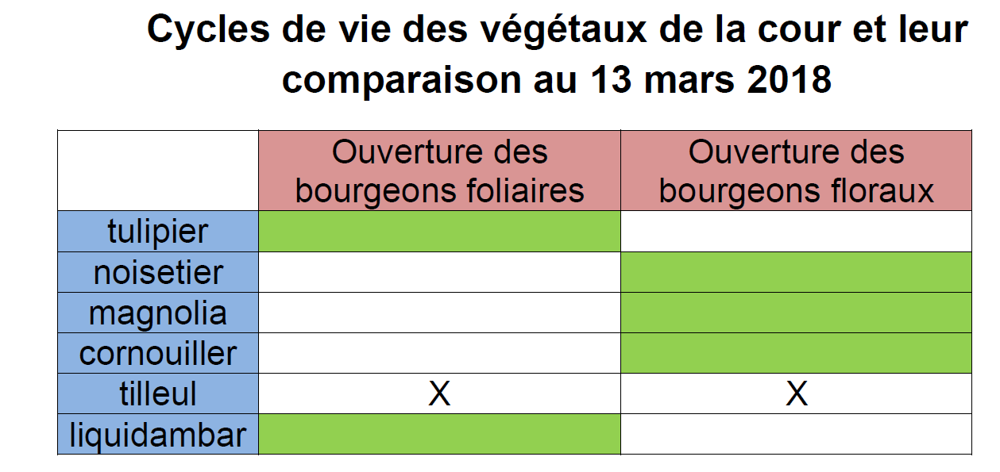 Cycles de vie des végétaux de la cour et leur
comparaison au 13 mars 2018
Ouverture des
bourgeons foliaires
Ouverture des
bourgeons floraux
tulipier
noisetier
magnolia
cornouiller
tilleul X X
liquidambar